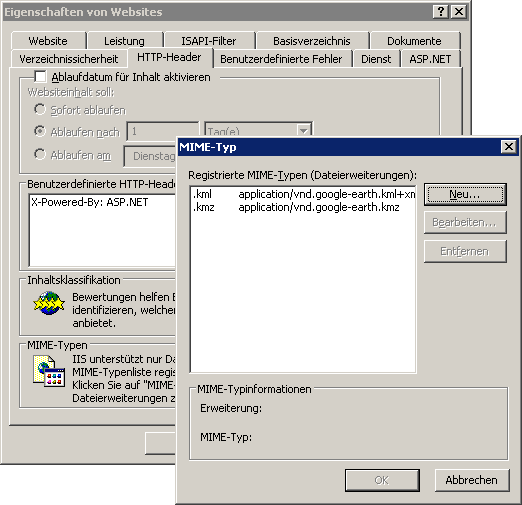 Eigenschaften von Websites
Website Leistung ISAPI-Filter Basisverzeichnis Dokumente
Verzeichnissicherheit HTTP-Header Benutzerdefinierte Fehler Dienst ASP.NET
Ablaufdatum für Inhalt aktivieren
Websiteinhalt soll:
Sofort ablaufen
Ablaufen nach 1 Tag(e)
Ablaufen am Dienstag
Benutzerdefinierte HTTP-Heade
X-Powered-By: ASP.NET
Inhaltsklassifikation
Bewertungen helfen B
identifizieren, welche
anbietet.
MIME-Typen
IIS unterstützt nur Da
MIME-Typenliste regis
Klicken Sie auf "MIME-
Dateierweiterungen z
MIME-Typ
Registrierte MIME-Typen (Dateierweiterungen):
.kml application/vnd.google-earth.kml+xm
.kmz application/vnd.google-earth.kmz
Neu...
Bearbeiten...
Entfernen
MIME-Typinformationen
Erweiterung:
MIME-Typ:
OK Abbrechen